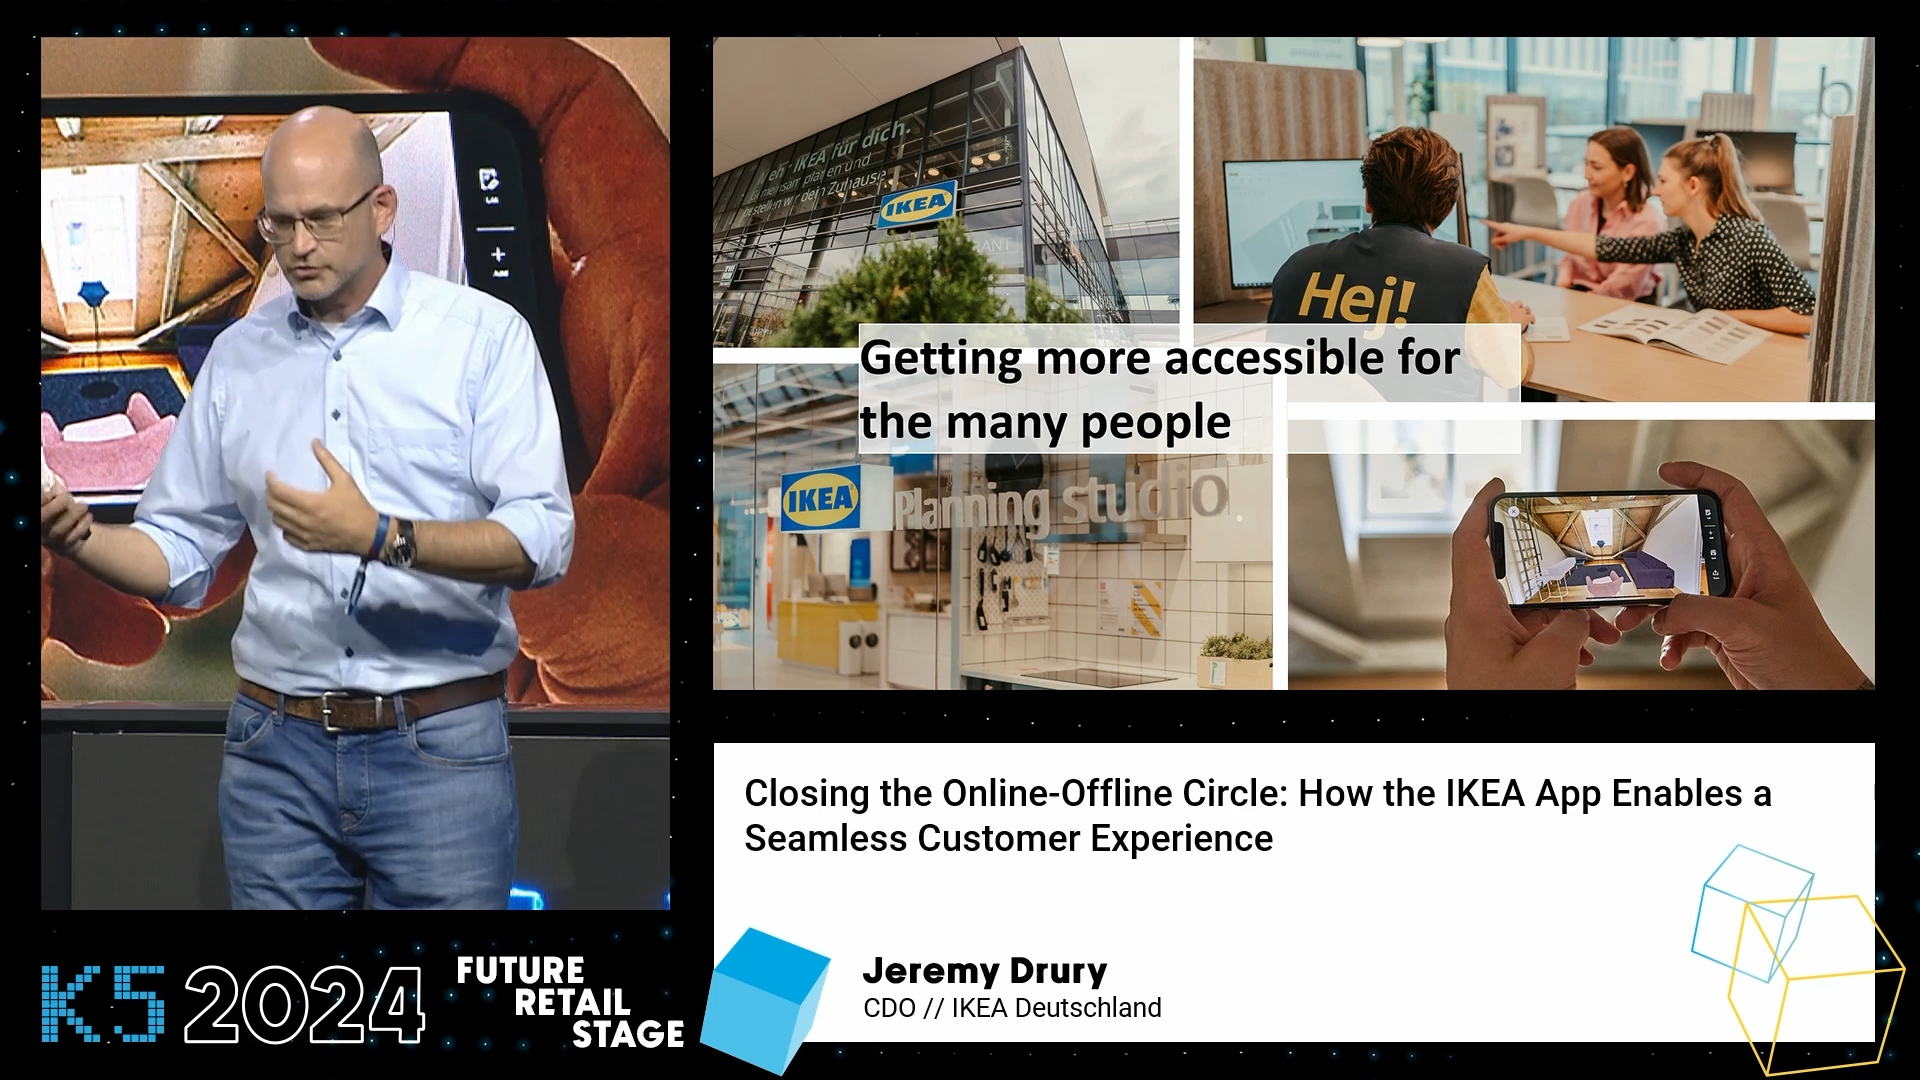 IKEA für dich.
IKEA
Hej!
b
Getting more accessible for
the many people
IKEA
Planning studio
Closing the Online-Offline Circle: How the IKEA App Enables a
Seamless Customer Experience
Jeremy Drury
CDO // IKEA Deutschland
K5 2024
FUTURE
RETAIL
STAGE